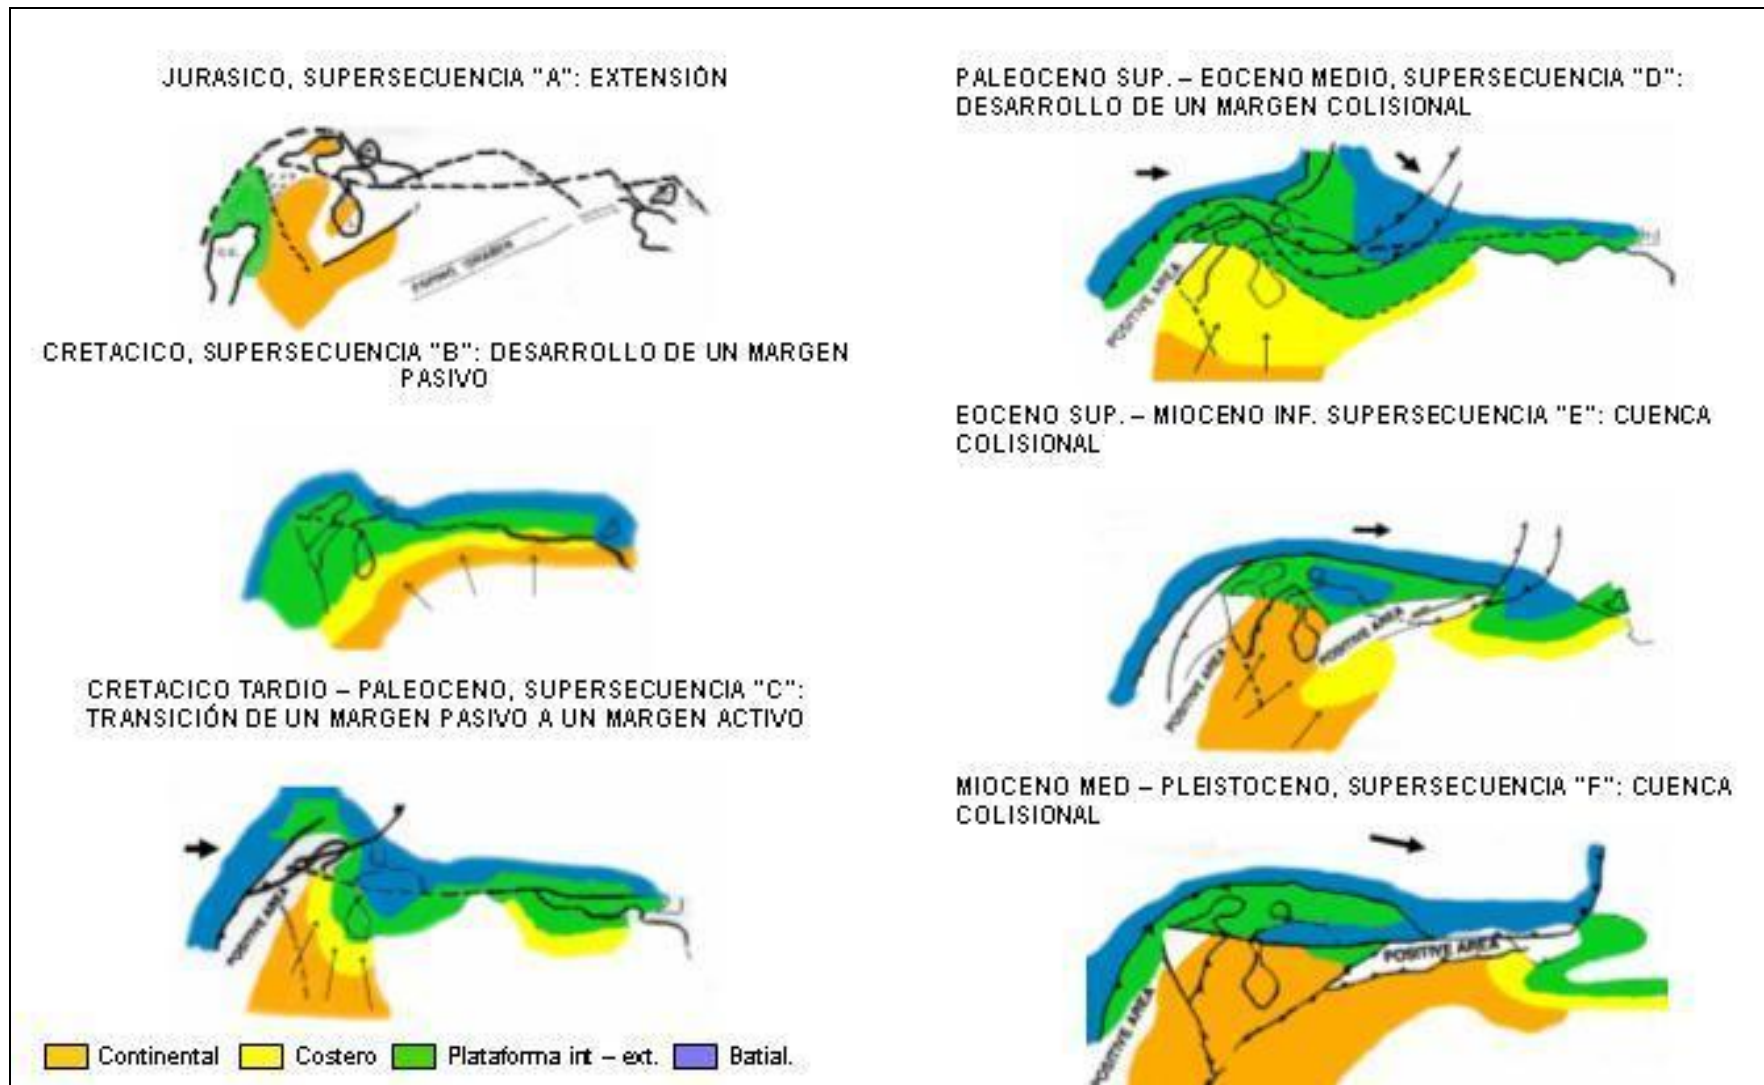 JURASICO, SUPERSECUENCIA "A": EXTENSIÓN
CRETACICO, SUPERSECUENCIA "B": DESARROLLO DE UN MARGEN
PASIVO
CRETACICO TARDIO – PALEOCENO, SUPERSECUENCIA "C":
TRANSICIÓN DE UN MARGEN PASIVO A UN MARGEN ACTIVO
POSITIVE AREA
Continental
Costero
Plataforma int – ext.
Batial.
PALEOCENO SUP. – EOCENO MEDIO, SUPERSECUENCIA "D":
DESARROLLO DE UN MARGEN COLISIONAL
POSITIVE AREA
EOCENO SUP. – MIOCENO INF. SUPERSECUENCIA "E": CUENCA
COLISIONAL
POSITIVE AREA
POSITIVE AREA
MIOCENO MED – PLEISTOCENO, SUPERSECUENCIA "F": CUENCA
COLISIONAL
POSITIVE AREA
POSITIVE AREA